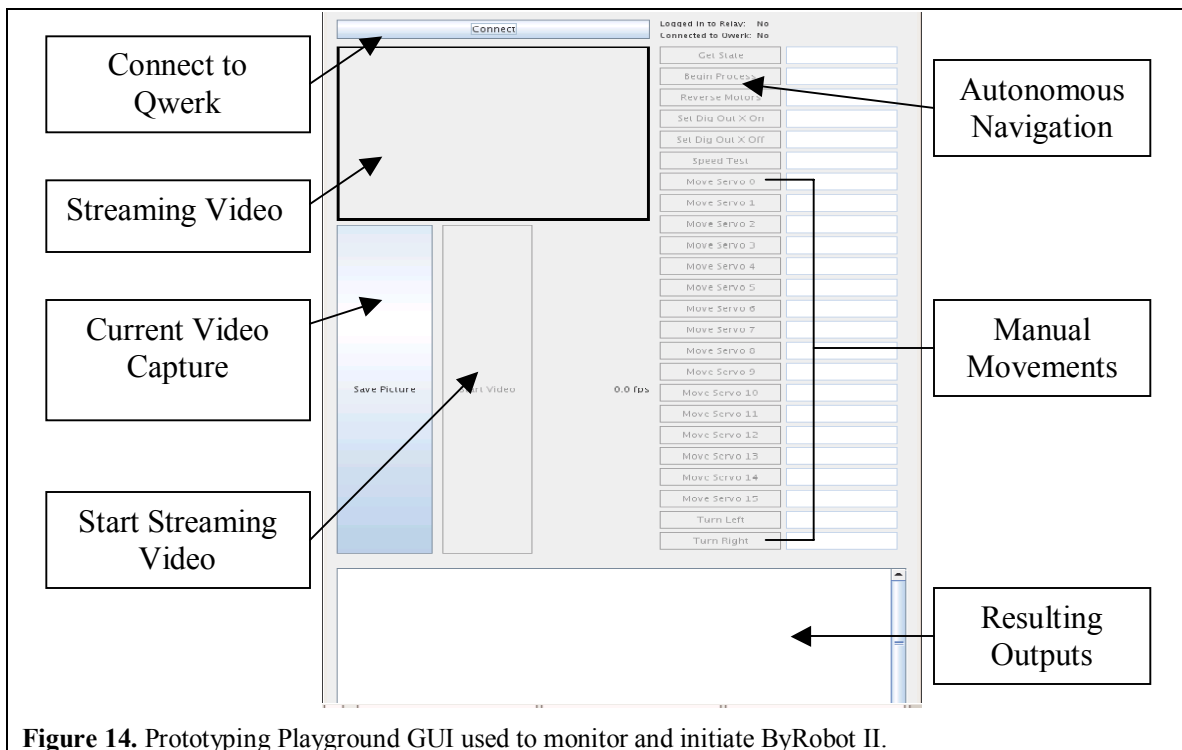 Connect to
Qwerk
Streaming Video
Current Video
Capture
Start Streaming
Video
Connect
Logged In to Relay: No
Connected to Qwerk: No
Get State
Begin Process
Reverse Motors
Set Dig Out X On
Set Dig Out X Off
Speed Test
Move Servo 0
Move Servo 1
Move Servo 2
Move Servo 3
Move Servo 4
Move Servo 5
Move Servo 6
Move Servo 7
Move Servo 8
Move Servo 9
Move Servo 10
Move Servo 11
Move Servo 12
Move Servo 13
Move Servo 14
Move Servo 15
Turn Left
Turn Right
Save Picture
Video
0.0 fps
Autonomous
Navigation
Manual
Movements
Resulting
Outputs
Figure 14. Prototyping Playground GUI used to monitor and initiate ByRobot II.